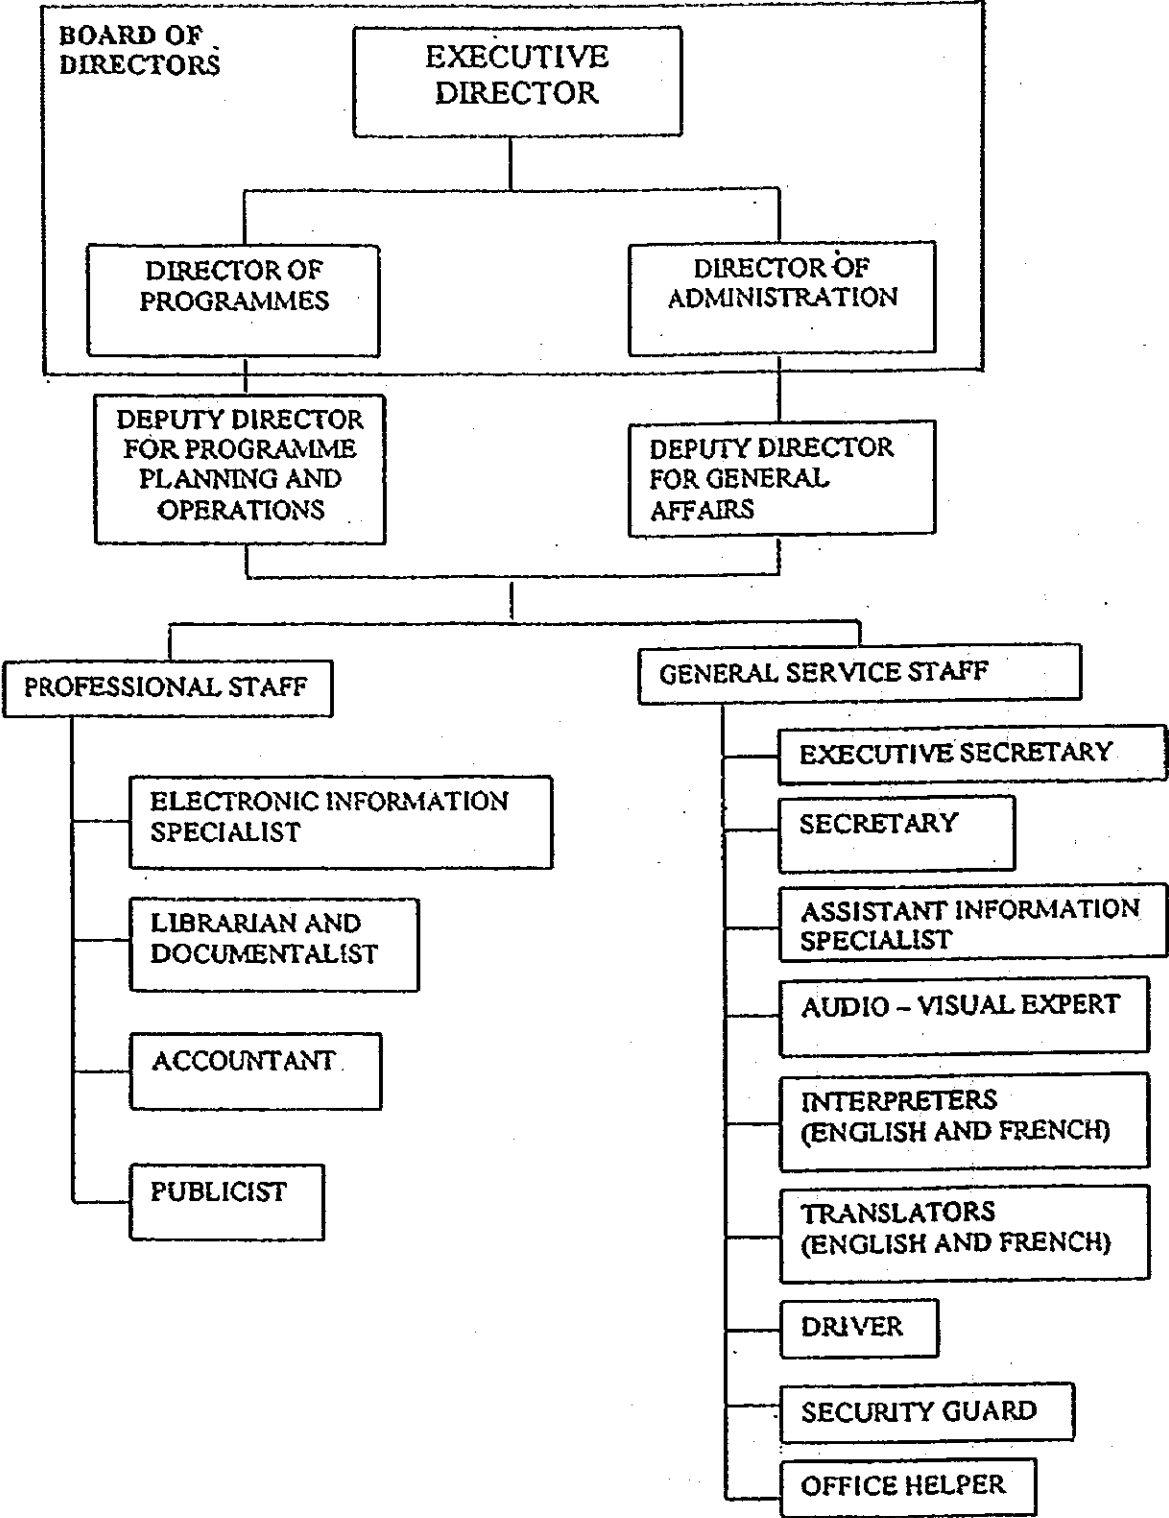 BOARD OF
DIRECTORS
EXECUTIVE
DIRECTOR
DIRECTOR OF
PROGRAMMES
DIRECTOR OF
ADMINISTRATION
DEPUTY DIRECTOR
FOR PROGRAMME
PLANNING AND
OPERATIONS
DEPUTY DIRECTOR
FOR GENERAL
AFFAIRS
PROFESSIONAL STAFF
ELECTRONIC INFORMATION
SPECIALIST
LIBRARIAN AND
DOCUMENTALIST
ACCOUNTANT
PUBLICIST
GENERAL SERVICE STAFF
EXECUTIVE SECRETARY
SECRETARY
ASSISTANT INFORMATION
SPECIALIST
AUDIO – VISUAL EXPERT
INTERPRETERS
(ENGLISH AND FRENCH)
TRANSLATORS
(ENGLISH AND FRENCH)
DRIVER
SECURITY GUARD
OFFICE HELPER